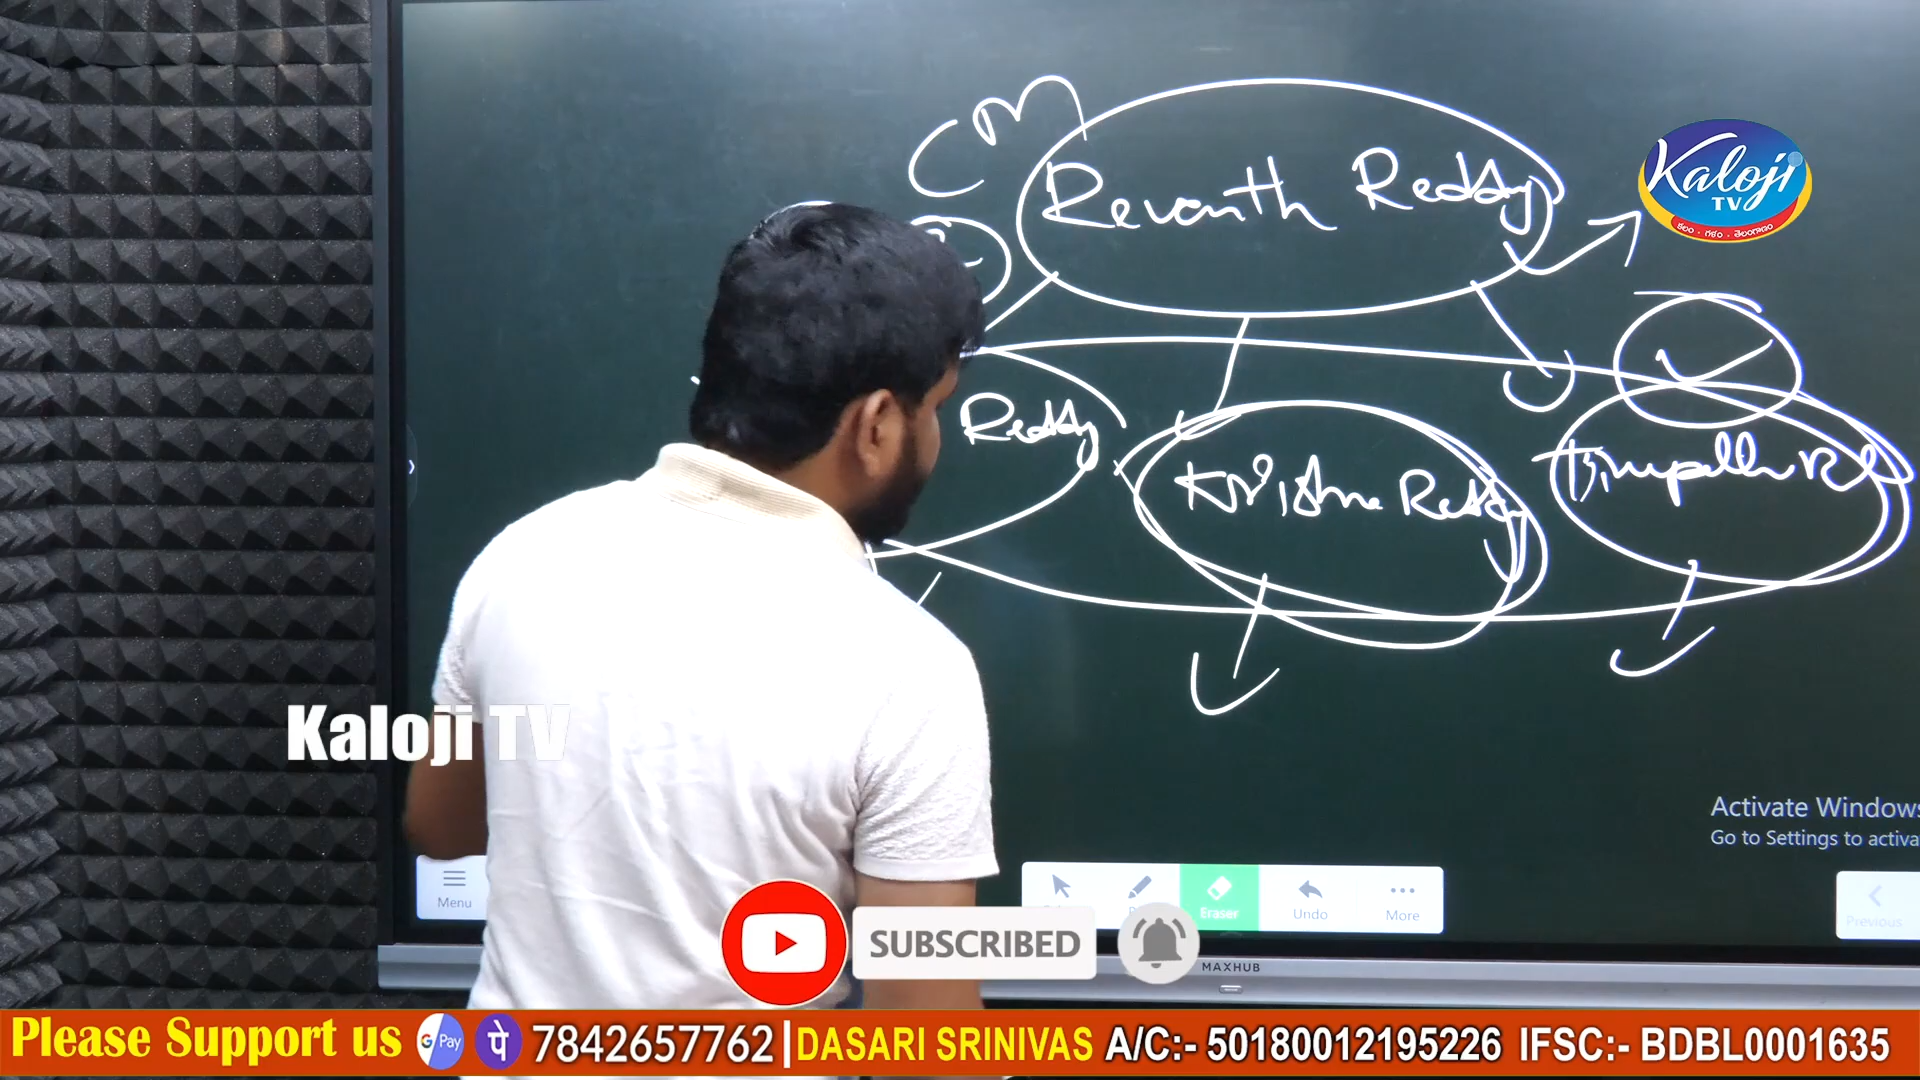 CM
Revanth Reddy
Kaloji
TV
Reddy
Krishna Reddy
Kaloji TV
Activate Windows
Go to Settings to activa
Menu
Eraser
Undo
More
Previous
SUBSCRIBED
MAXHUB
Please Support us G Pay पे 7842657762 | DASARI SRINIVAS A/C:- 50180012195226 IFSC:- BDBL0001635